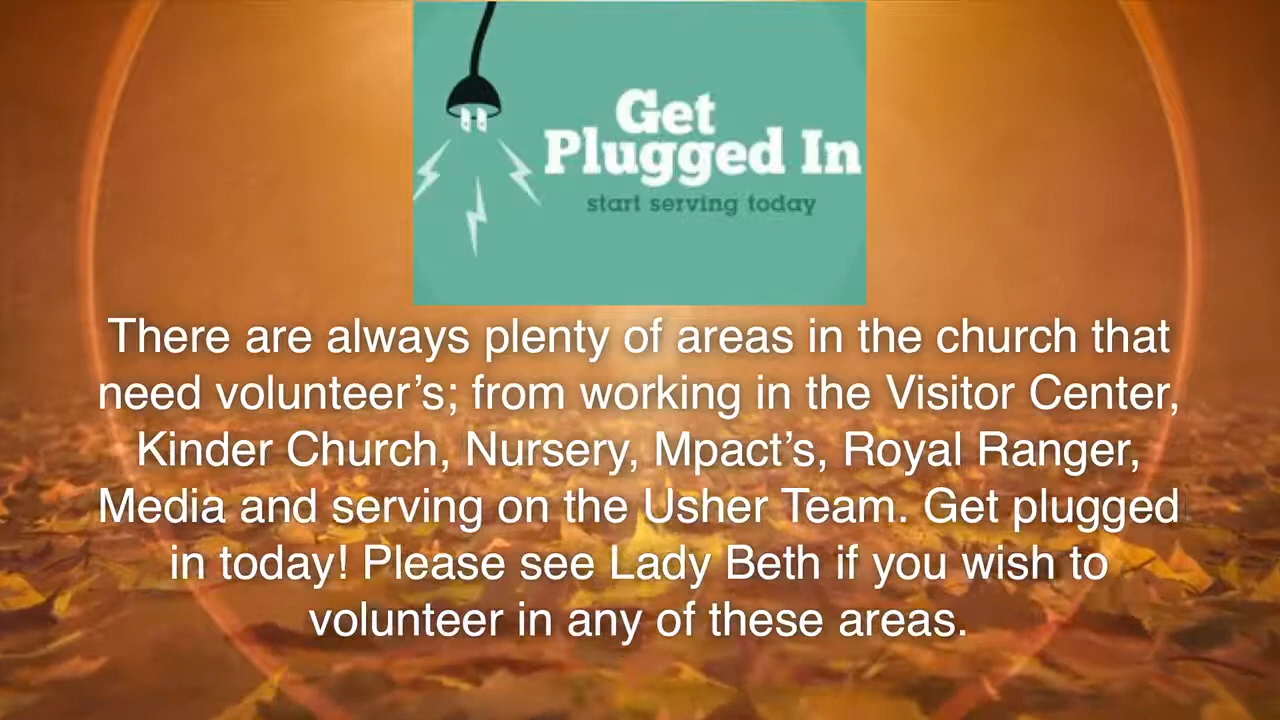 Get
Plugged In
start serving today
There are always plenty of areas in the church that
need volunteer’s; from working in the Visitor Center,
Kinder Church, Nursery, Mpact’s, Royal Ranger,
Media and serving on the Usher Team. Get plugged
in today! Please see Lady Beth if you wish to
volunteer in any of these areas.